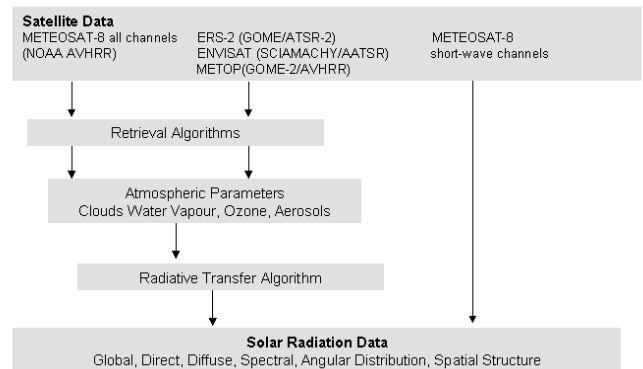 Satellite Data
METEOSAT-8 all channels
(NOAA AVHRR)
ERS-2 (GOME/ATSR-2)
ENVISAT (SCIAMACHY/AATSR)
METOP(GOME-2/AVHRR)
METEOSAT-8
short-wave channels
Retrieval Algorithms
Atmospheric Parameters
Clouds Water Vapour, Ozone, Aerosols
Radiative Transfer Algorithm
Solar Radiation Data
Global, Direct, Diffuse, Spectral, Angular Distribution, Spatial Structure